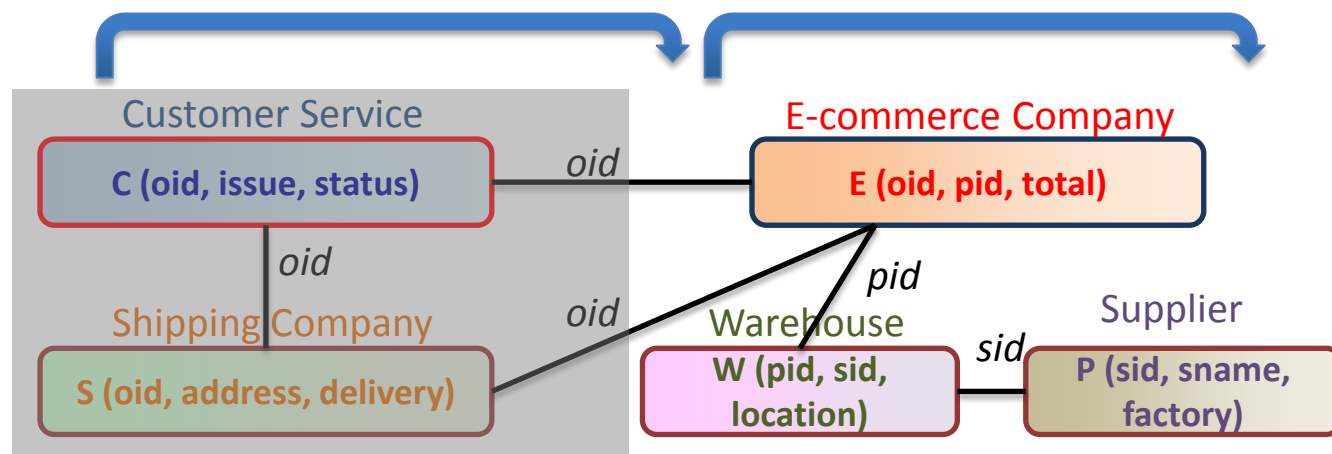 Customer Service
E-commerce Company
C (oid, issue, status)
oid
E (oid, pid, total)
oid
oid
pid
Shipping Company
Warehouse
Supplier
S (oid, address, delivery)
W (pid, sid,
location)
sid
P (sid, sname,
factory)